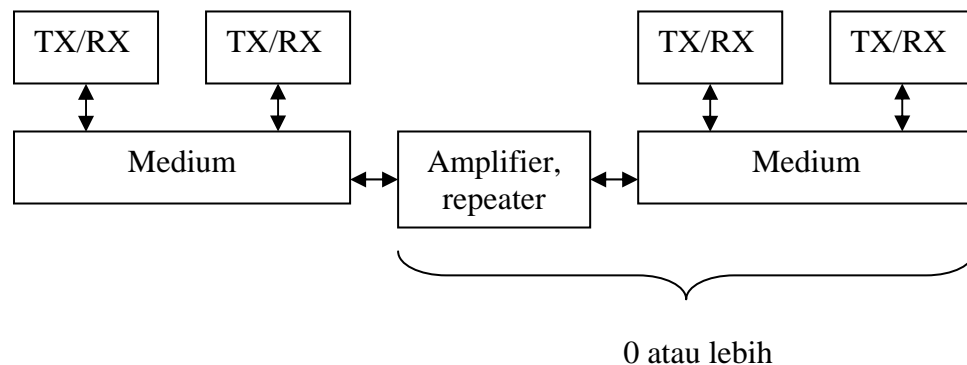 TX/RX
TX/RX
TX/RX
TX/RX
Medium
Amplifier,
repeater
Medium
0 atau lebih